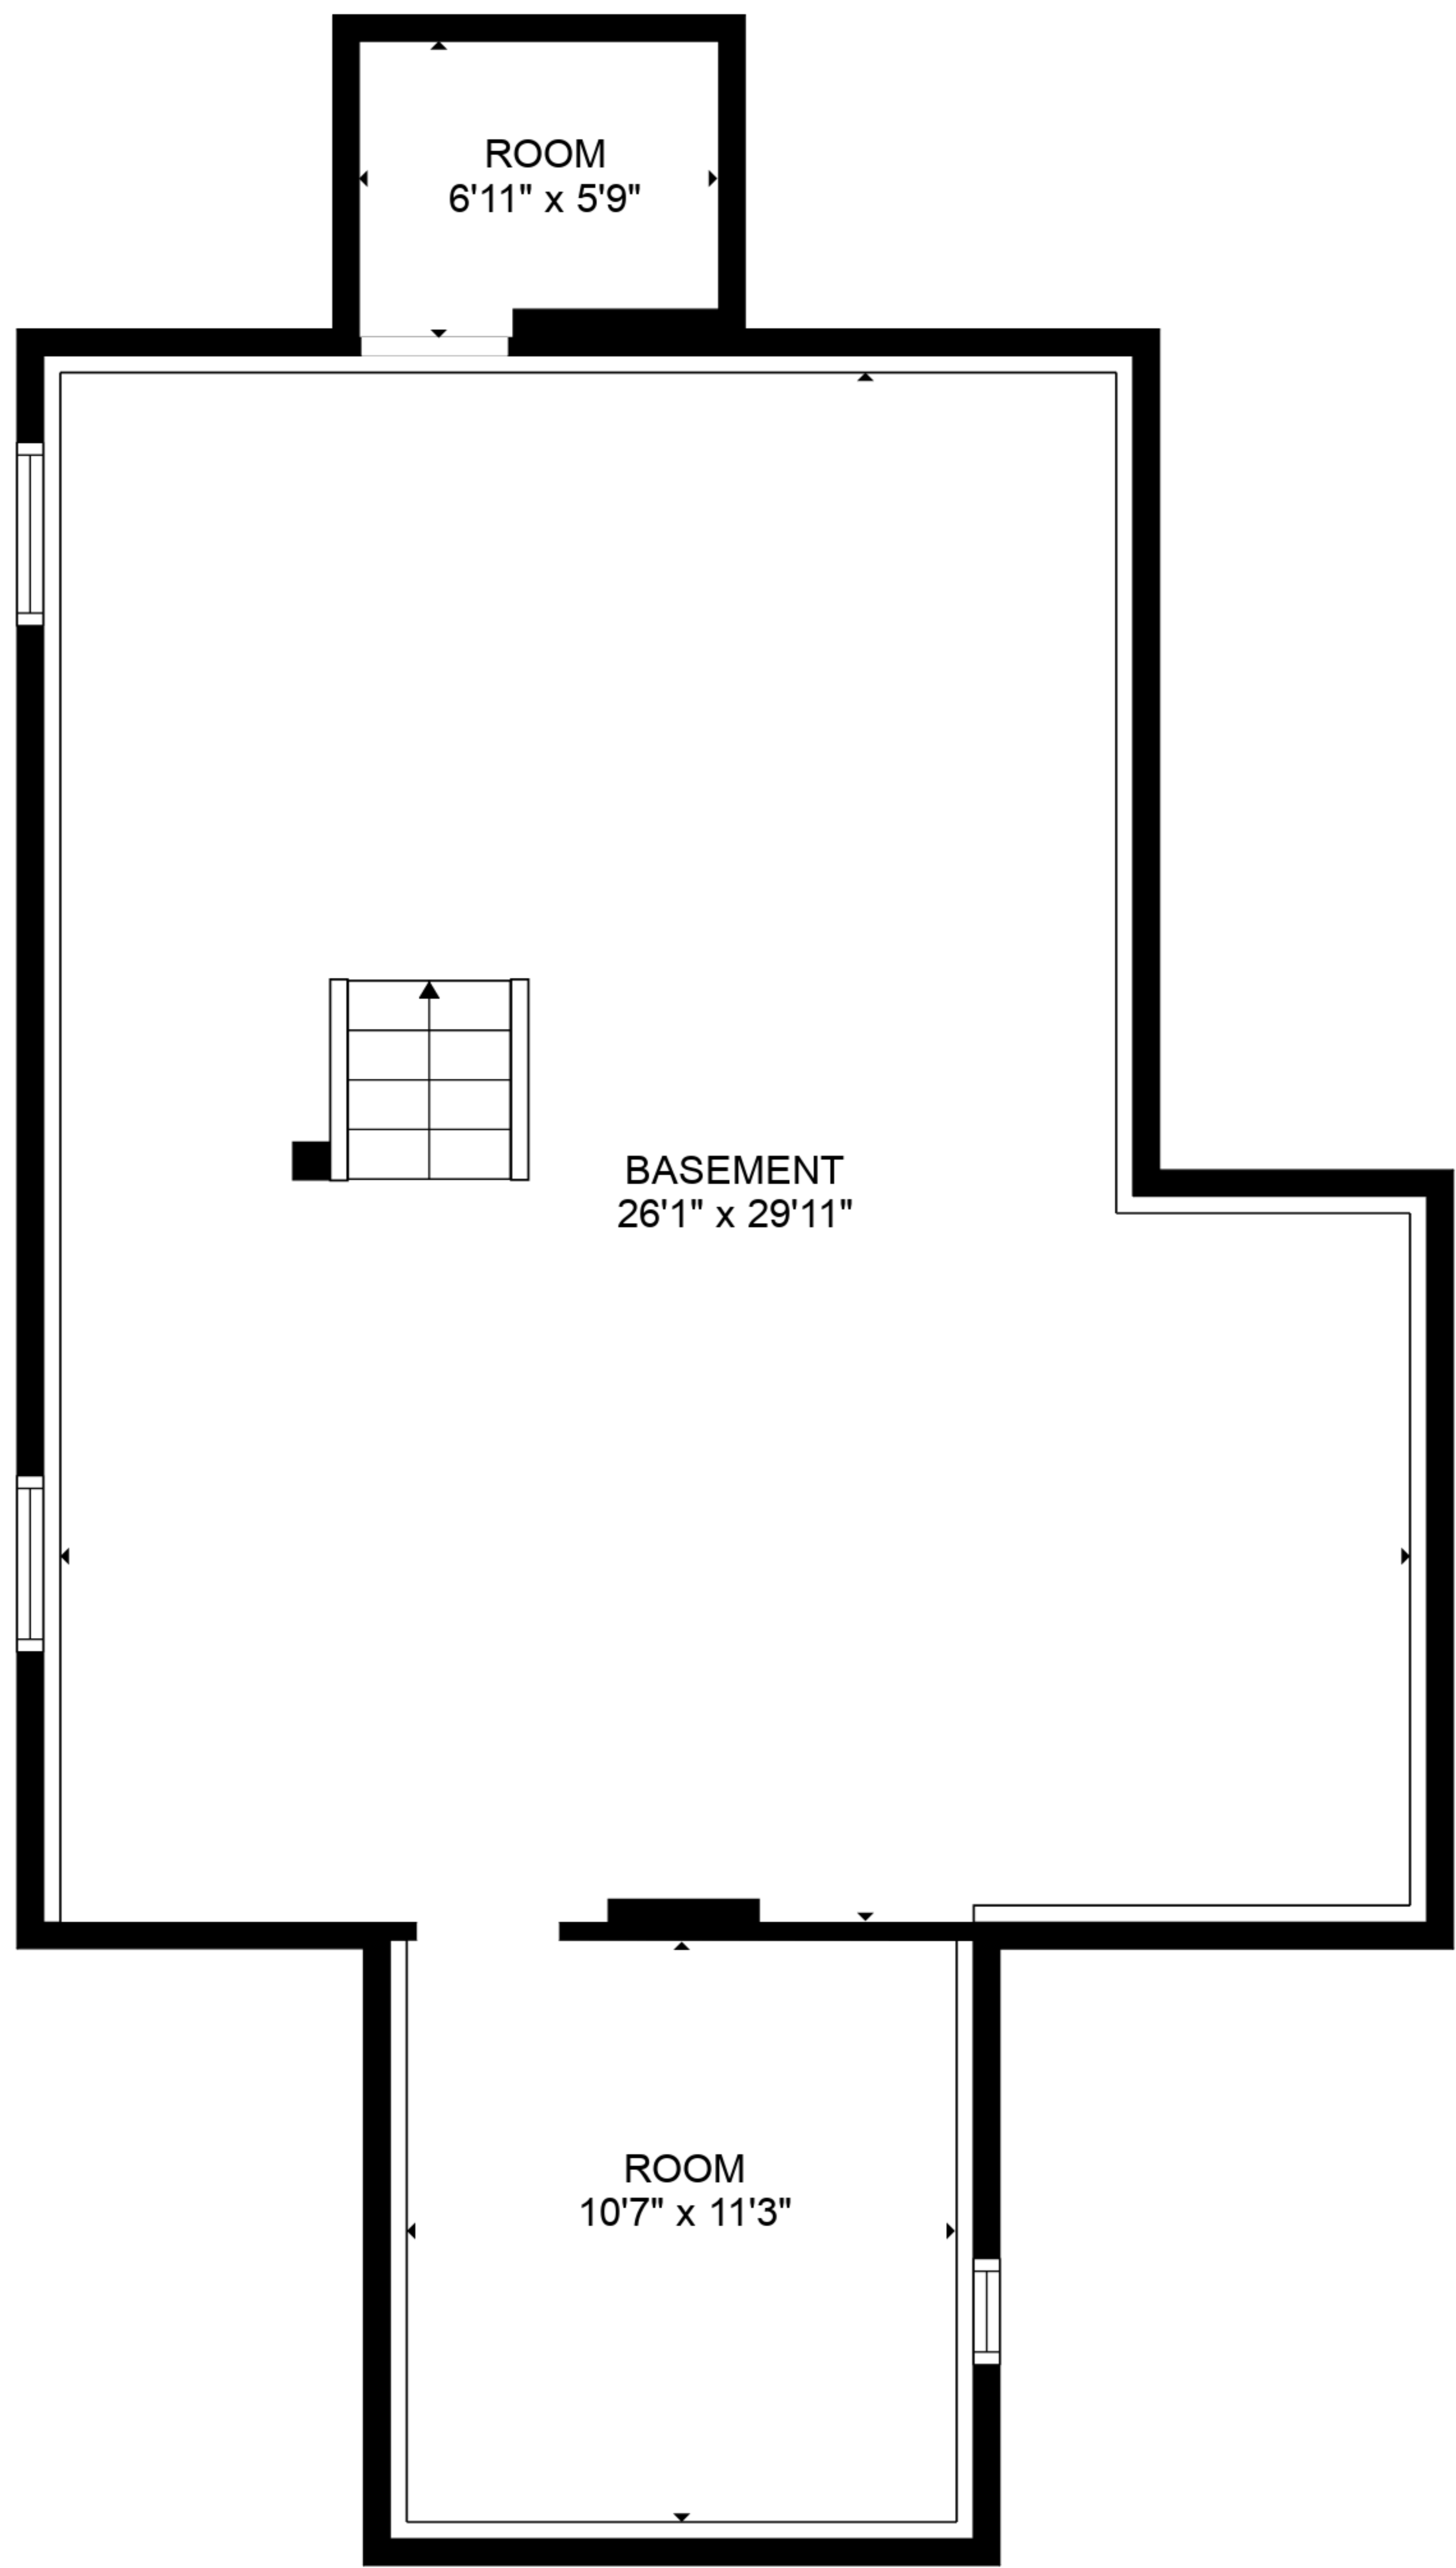 ROOM
6'11" x 5'9"
BASEMENT
26'1" x 29'11"
ROOM
10'7" x 11'3"